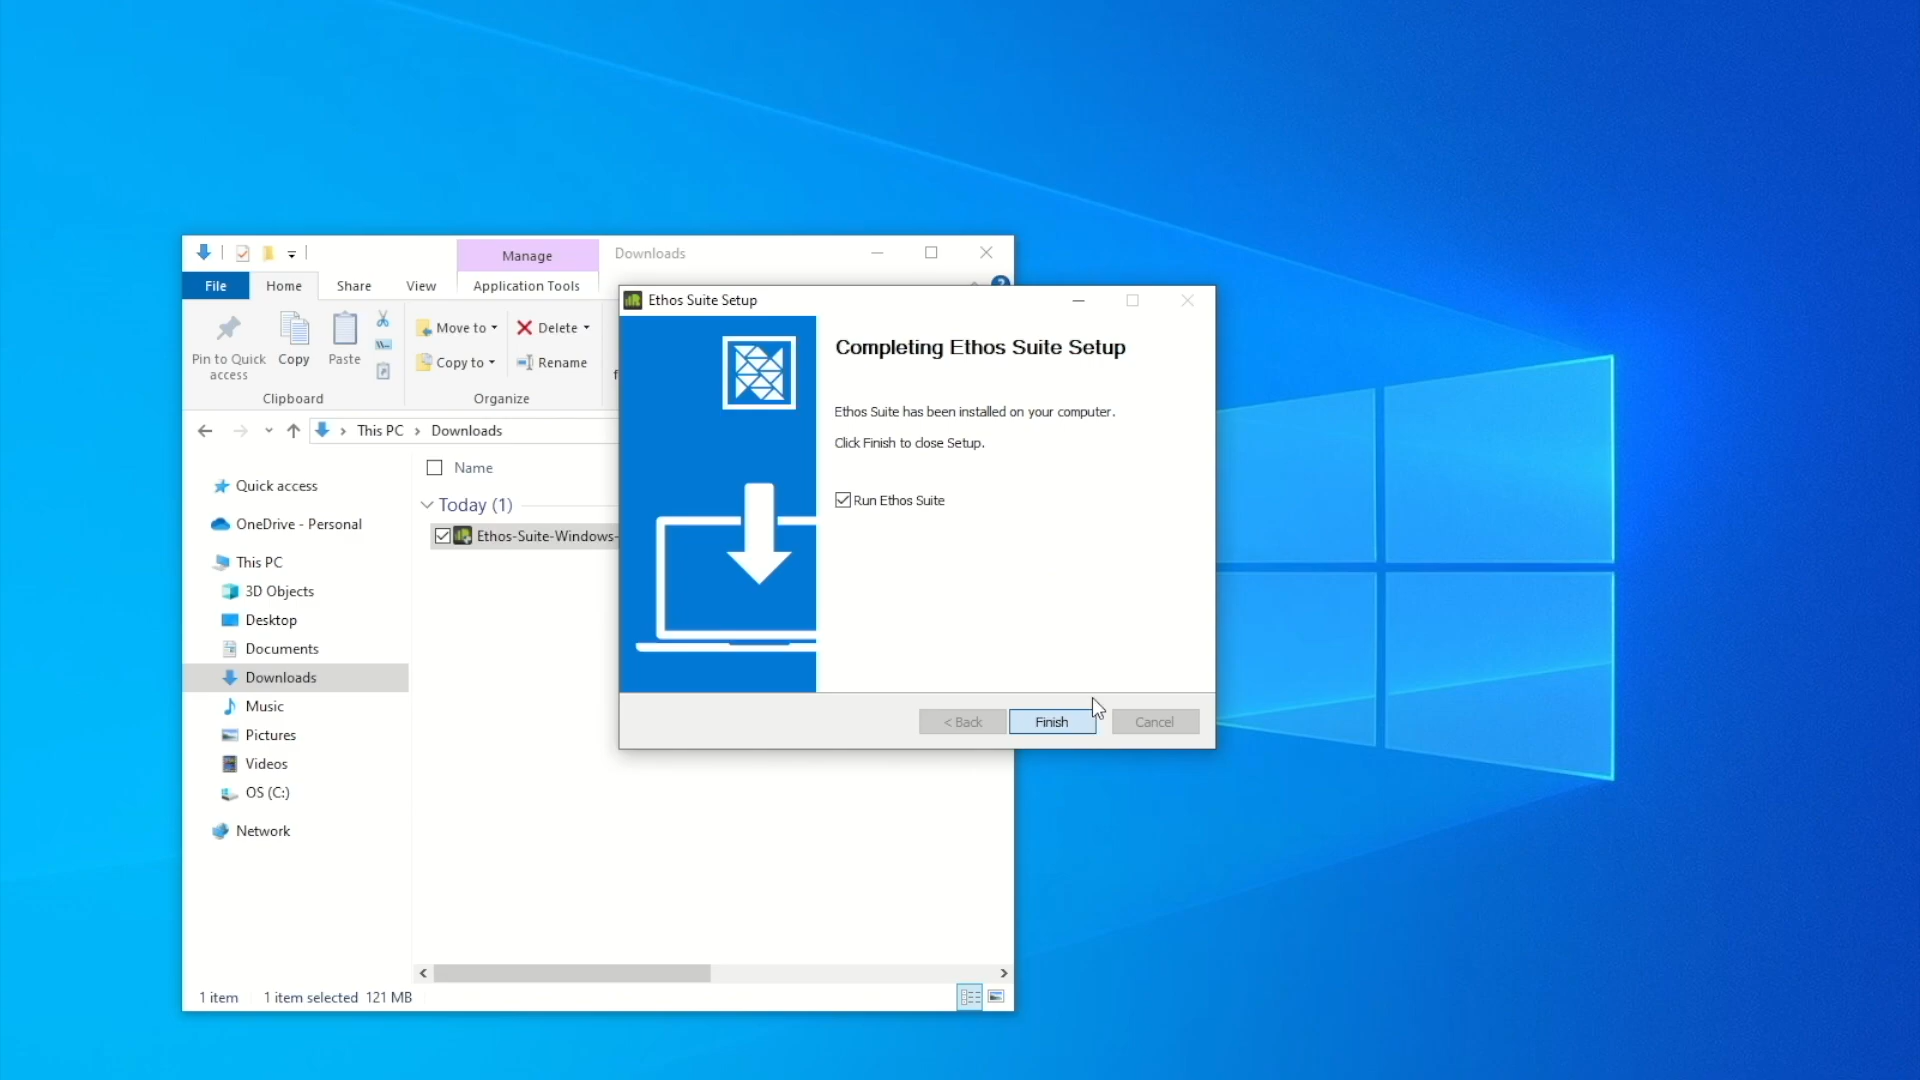 Manage
Downloads
File
Home
Share
View
Application Tools
?
Pin to Quick
access
Copy
Paste
Move to
Copy to
Delete
Rename
Clipboard
Organize
This PC
Downloads
Quick access
OneDrive - Personal
This PC
3D Objects
Desktop
Documents
Downloads
Music
Pictures
Videos
OS (C:)
Network
Name
Today (1)
Ethos-Suite-Windows-
1 item
1 item selected 121 MB
Ethos Suite Setup
Completing Ethos Suite Setup
Ethos Suite has been installed on your computer.
Click Finish to close Setup.
Run Ethos Suite
< Back
Finish
Cancel